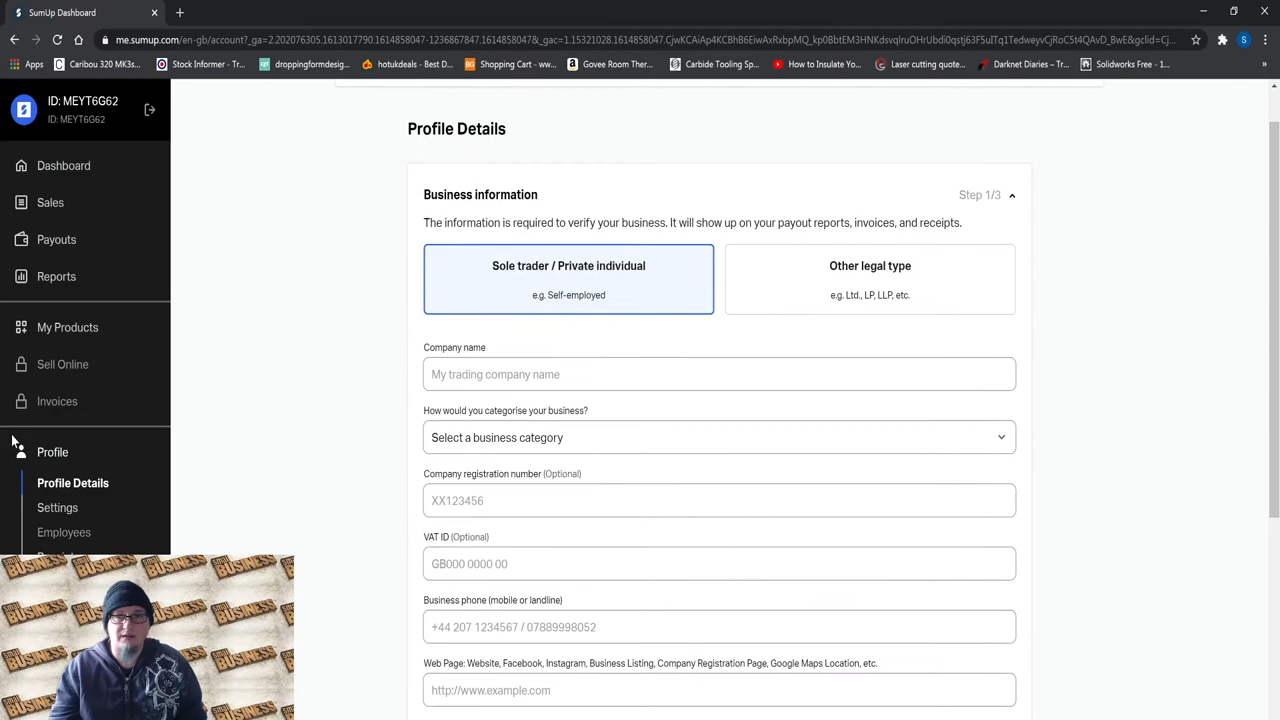 SumUp Dashboard
me.sumup.com/en-gb/account?_ga=2.202076305.1613017790.1614858047-1236867847.1614858047&_gac=1.15321028.1614858047.
Apps
Caribou 320 MK3s...
Stock Informer - Tr...
droppingformdesign...
hotukdeals - Best D...
Shopping Cart - ww...
Govee Room Ther...
Carbide Tooling Sp...
How to Insulate Yo...
Laser cutting quote...
Darknet Diaries – Tr...
Solidworks Free - 1...
ID: MEYT6G62
ID: MEYT6G62
Dashboard
Sales
Payouts
Reports
My Products
Sell Online
Invoices
Profile
Profile Details
Settings
Employees
Profile Details
Business information
Step 1/3
The information is required to verify your business. It will show up on your payout reports, invoices, and receipts.
Sole trader / Private individual
e.g. Self-employed
Other legal type
e.g. Ltd., LP, LLP, etc.
Company name
My trading company name
How would you categorise your business?
Select a business category
Company registration number (Optional)
XX123456
VAT ID (Optional)
GB000 0000 00
Business phone (mobile or landline)
+44 207 1234567 / 07889998052
Web Page: Website, Facebook, Instagram, Business Listing, Company Registration Page, Google Maps Location, etc.
http://www.example.com
BUSINESS